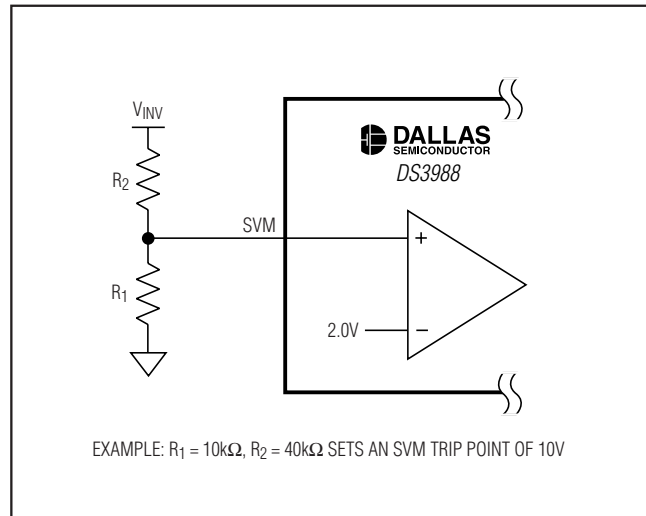 V_INV
DALLAS
SEMICONDUCTOR
DS3988
R₂
SVM
+
R₁
2.0V
−
EXAMPLE: R₁ = 10kΩ, R₂ = 40kΩ SETS AN SVM TRIP POINT OF 10V